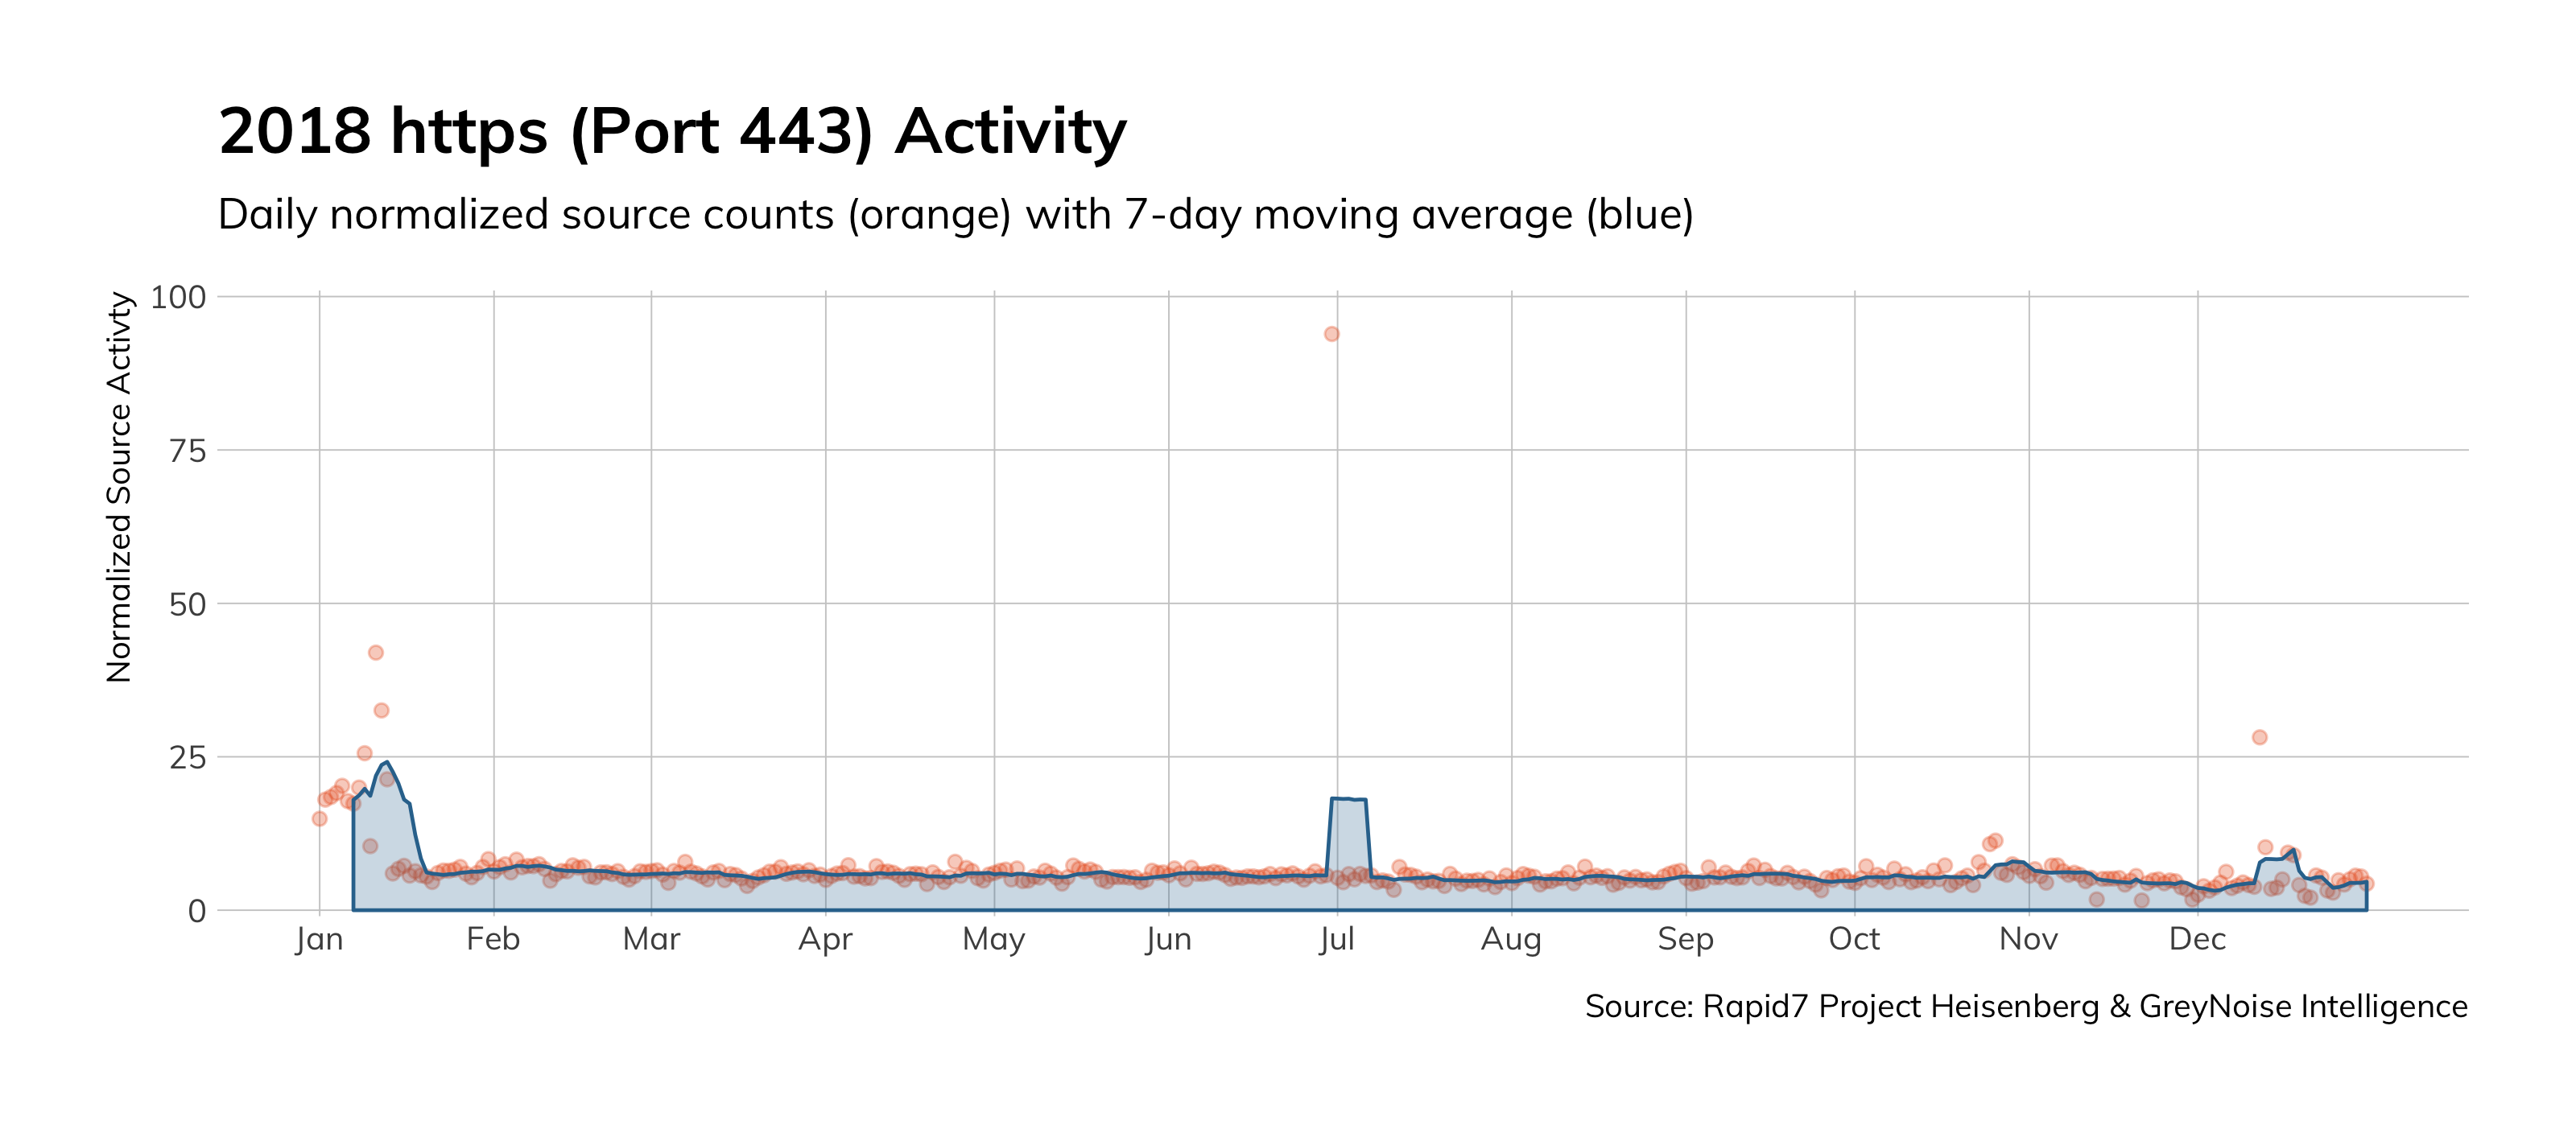 2018 https (Port 443) Activity
Daily normalized source counts (orange) with 7-day moving average (blue)
Normalized Source Activty
100
75
50
25
0
Jan Feb Mar Apr May Jun Jul Aug Sep Oct Nov Dec
Source: Rapid7 Project Heisenberg & GreyNoise Intelligence